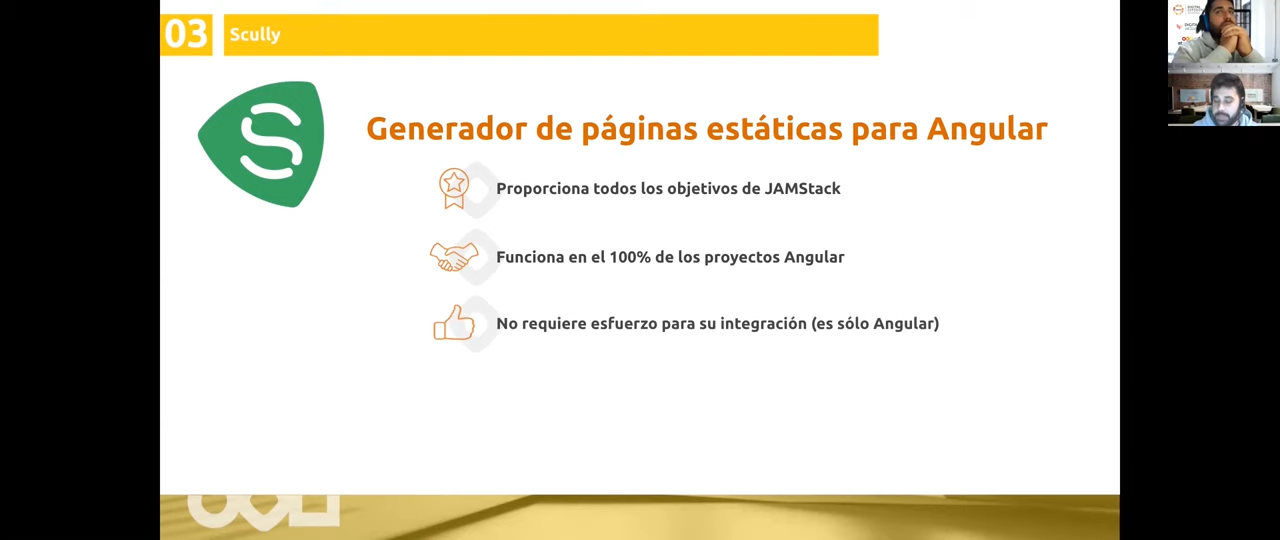 03
Scully
S
Generador de páginas estáticas para Angular
Proporciona todos los objetivos de JAMStack
Funciona en el 100% de los proyectos Angular
No requiere esfuerzo para su integración (es sólo Angular)